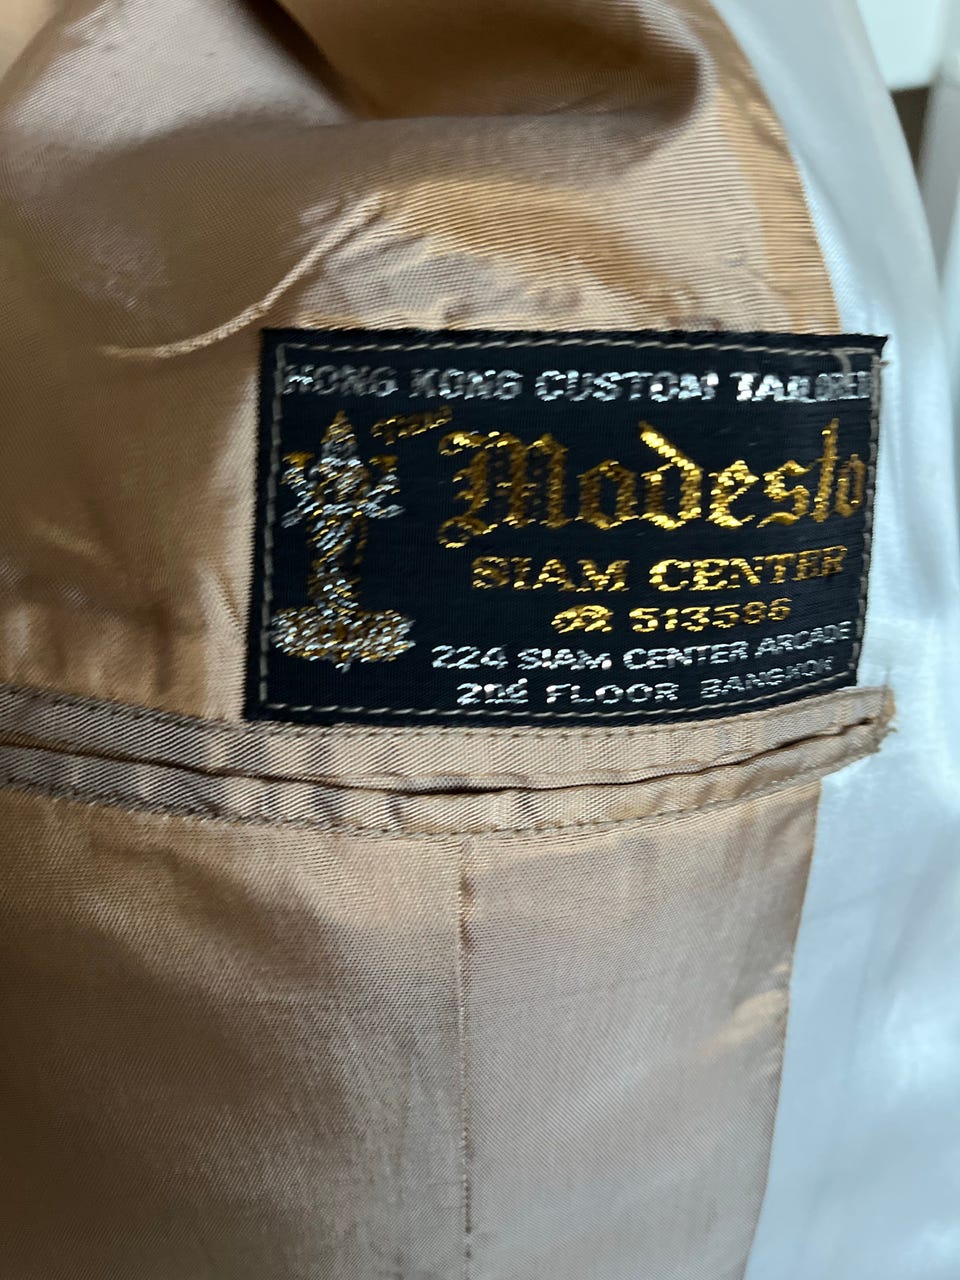 HONG KONG CUSTOM TAILORED
The
Modesto
SIAM CENTER
☎ 513586
224 SIAM CENTER ARCADE
2nd FLOOR BANGKOK